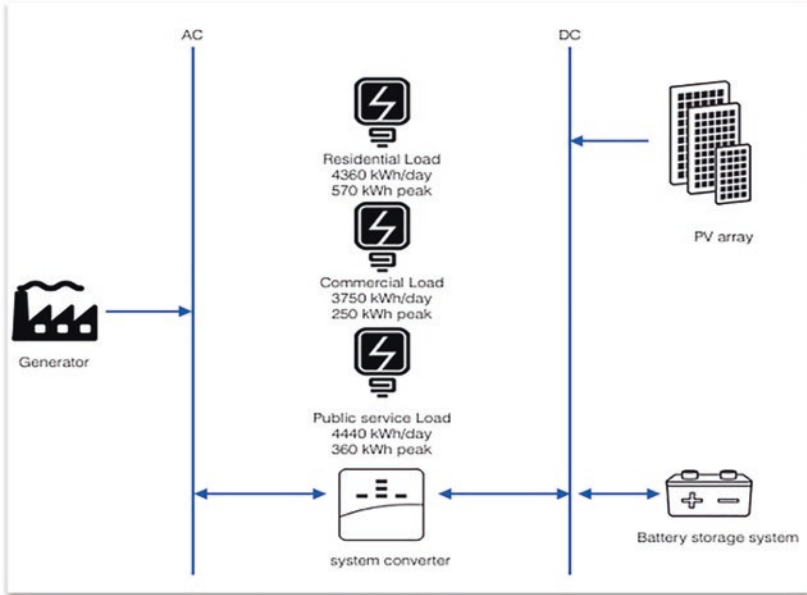 AC
DC
Residential Load
4360 kWh/day
570 kWh peak
PV array
Commercial Load
3750 kWh/day
250 kWh peak
Generator
Public service Load
4440 kWh/day
360 kWh peak
Battery storage system
system converter